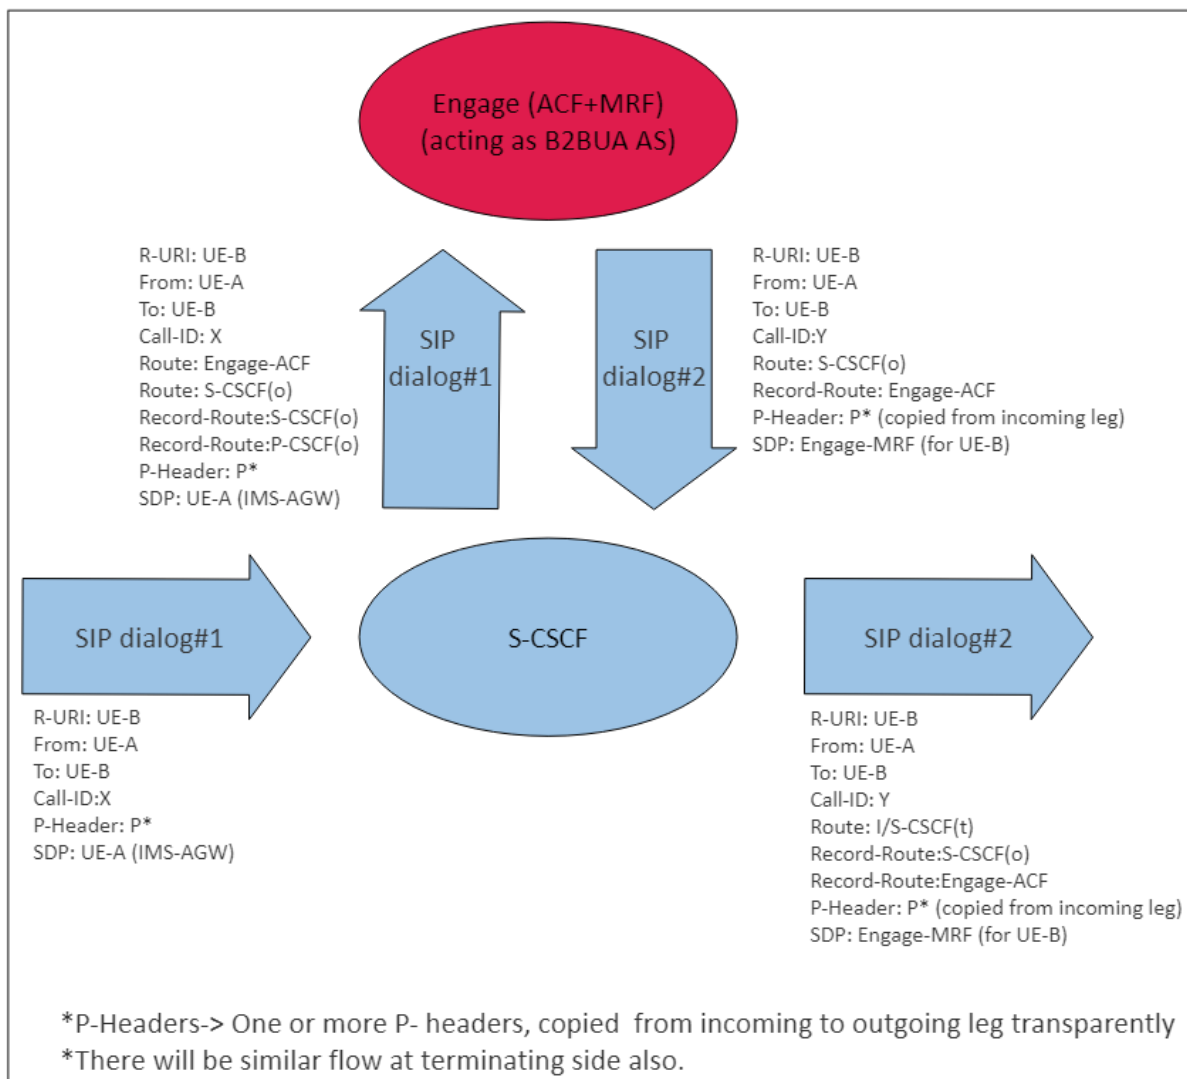 Engage (ACF+MRF)
(acting as B2BUA AS)
R-URI: UE-B
From: UE-A
To: UE-B
Call-ID: X
Route: Engage-ACF
Route: S-CSCF(o)
Record-Route:S-CSCF(o)
Record-Route:P-CSCF(o)
P-Header: P*
SDP: UE-A (IMS-AGW)
SIP
dialog#1
SIP
dialog#2
R-URI: UE-B
From: UE-A
To: UE-B
Call-ID:Y
Route: S-CSCF(o)
Record-Route: Engage-ACF
P-Header: P* (copied from incoming leg)
SDP: Engage-MRF (for UE-B)
SIP dialog#1
S-CSCF
SIP dialog#2
R-URI: UE-B
From: UE-A
To: UE-B
Call-ID:X
P-Header: P*
SDP: UE-A (IMS-AGW)
R-URI: UE-B
From: UE-A
To: UE-B
Call-ID: Y
Route: I/S-CSCF(t)
Record-Route:S-CSCF(o)
Record-Route:Engage-ACF
P-Header: P* (copied from incoming leg)
SDP: Engage-MRF (for UE-B)
*P-Headers-> One or more P- headers, copied  from incoming to outgoing leg transparently
*There will be similar flow at terminating side also.